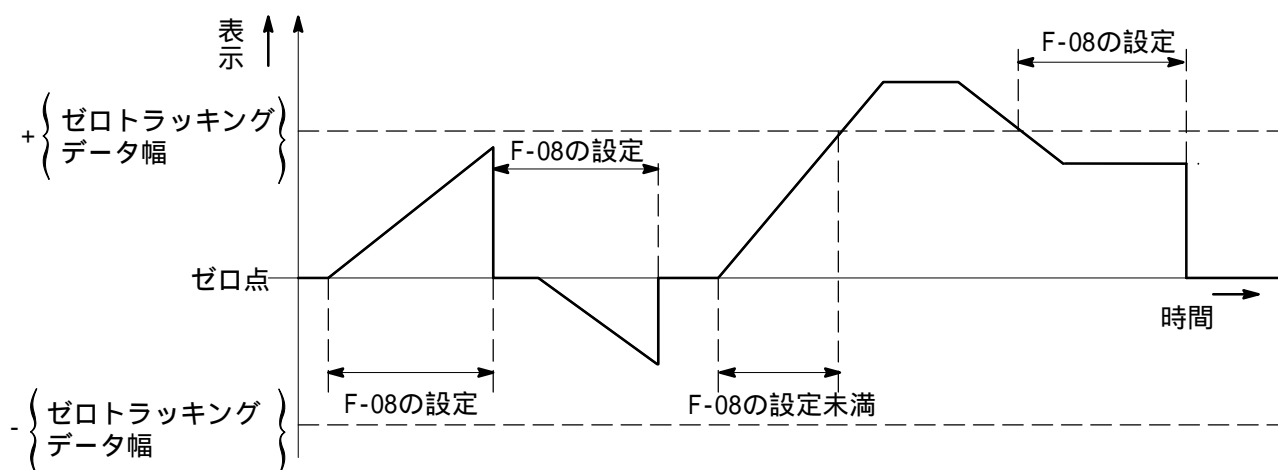 表示
F-08の設定
+ ゼロトラッキング
データ幅
F-08の設定
ゼロ点
時間
F-08の設定
F-08の設定未満
- ゼロトラッキング
データ幅